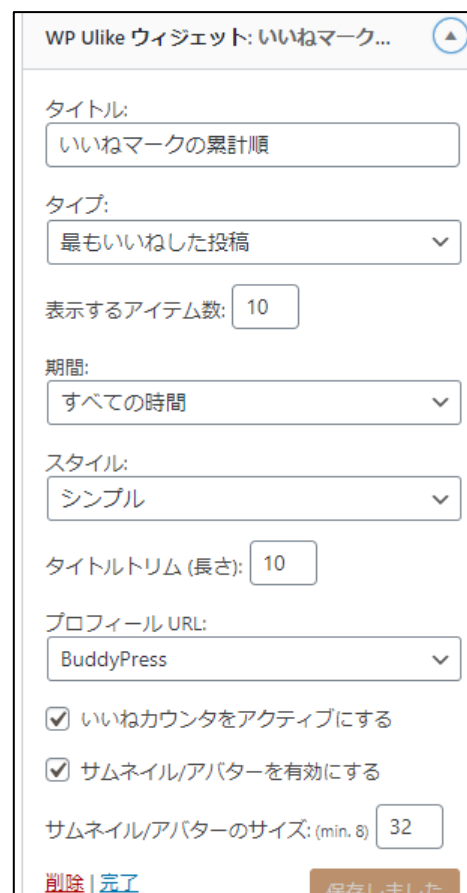 WP Ulike ウィジェット: いいねマーク...
タイトル:
いいねマークの累計順
タイプ:
最もいいねした投稿
表示するアイテム数: 10
期間:
すべての時間
スタイル:
シンプル
タイトルトリム (長さ): 10
プロフィール URL:
BuddyPress
いいねカウンタをアクティブにする
サムネイル/アバターを有効にする
サムネイル/アバターのサイズ: (min. 8) 32
削除 | 完了 保存しました